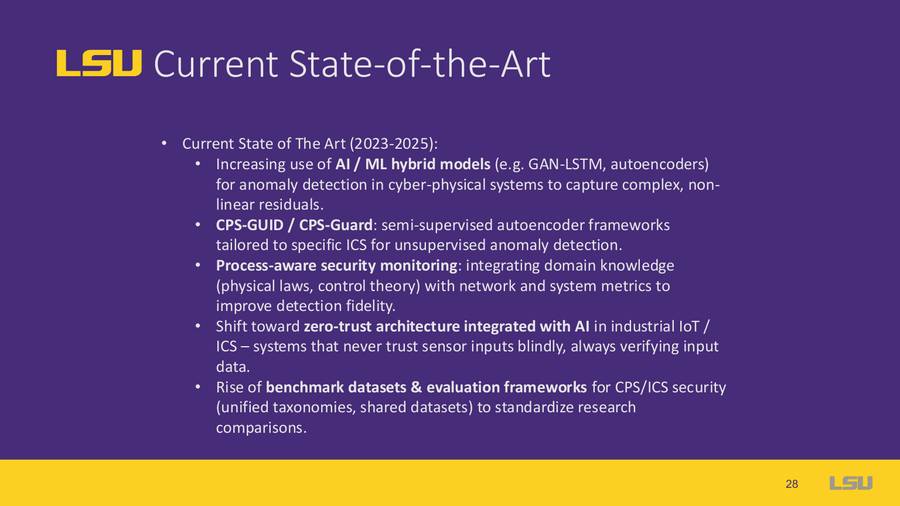 LSU Current State-of-the-Art
• Current State of The Art (2023-2025):
• Increasing use of AI / ML hybrid models (e.g. GAN-LSTM, autoencoders)
for anomaly detection in cyber-physical systems to capture complex, non-
linear residuals.
• CPS-GUID / CPS-Guard: semi-supervised autoencoder frameworks
tailored to specific ICS for unsupervised anomaly detection.
• Process-aware security monitoring: integrating domain knowledge
(physical laws, control theory) with network and system metrics to
improve detection fidelity.
• Shift toward zero-trust architecture integrated with AI in industrial IoT /
ICS – systems that never trust sensor inputs blindly, always verifying input
data.
• Rise of benchmark datasets & evaluation frameworks for CPS/ICS security
(unified taxonomies, shared datasets) to standardize research
comparisons.
28 LSU